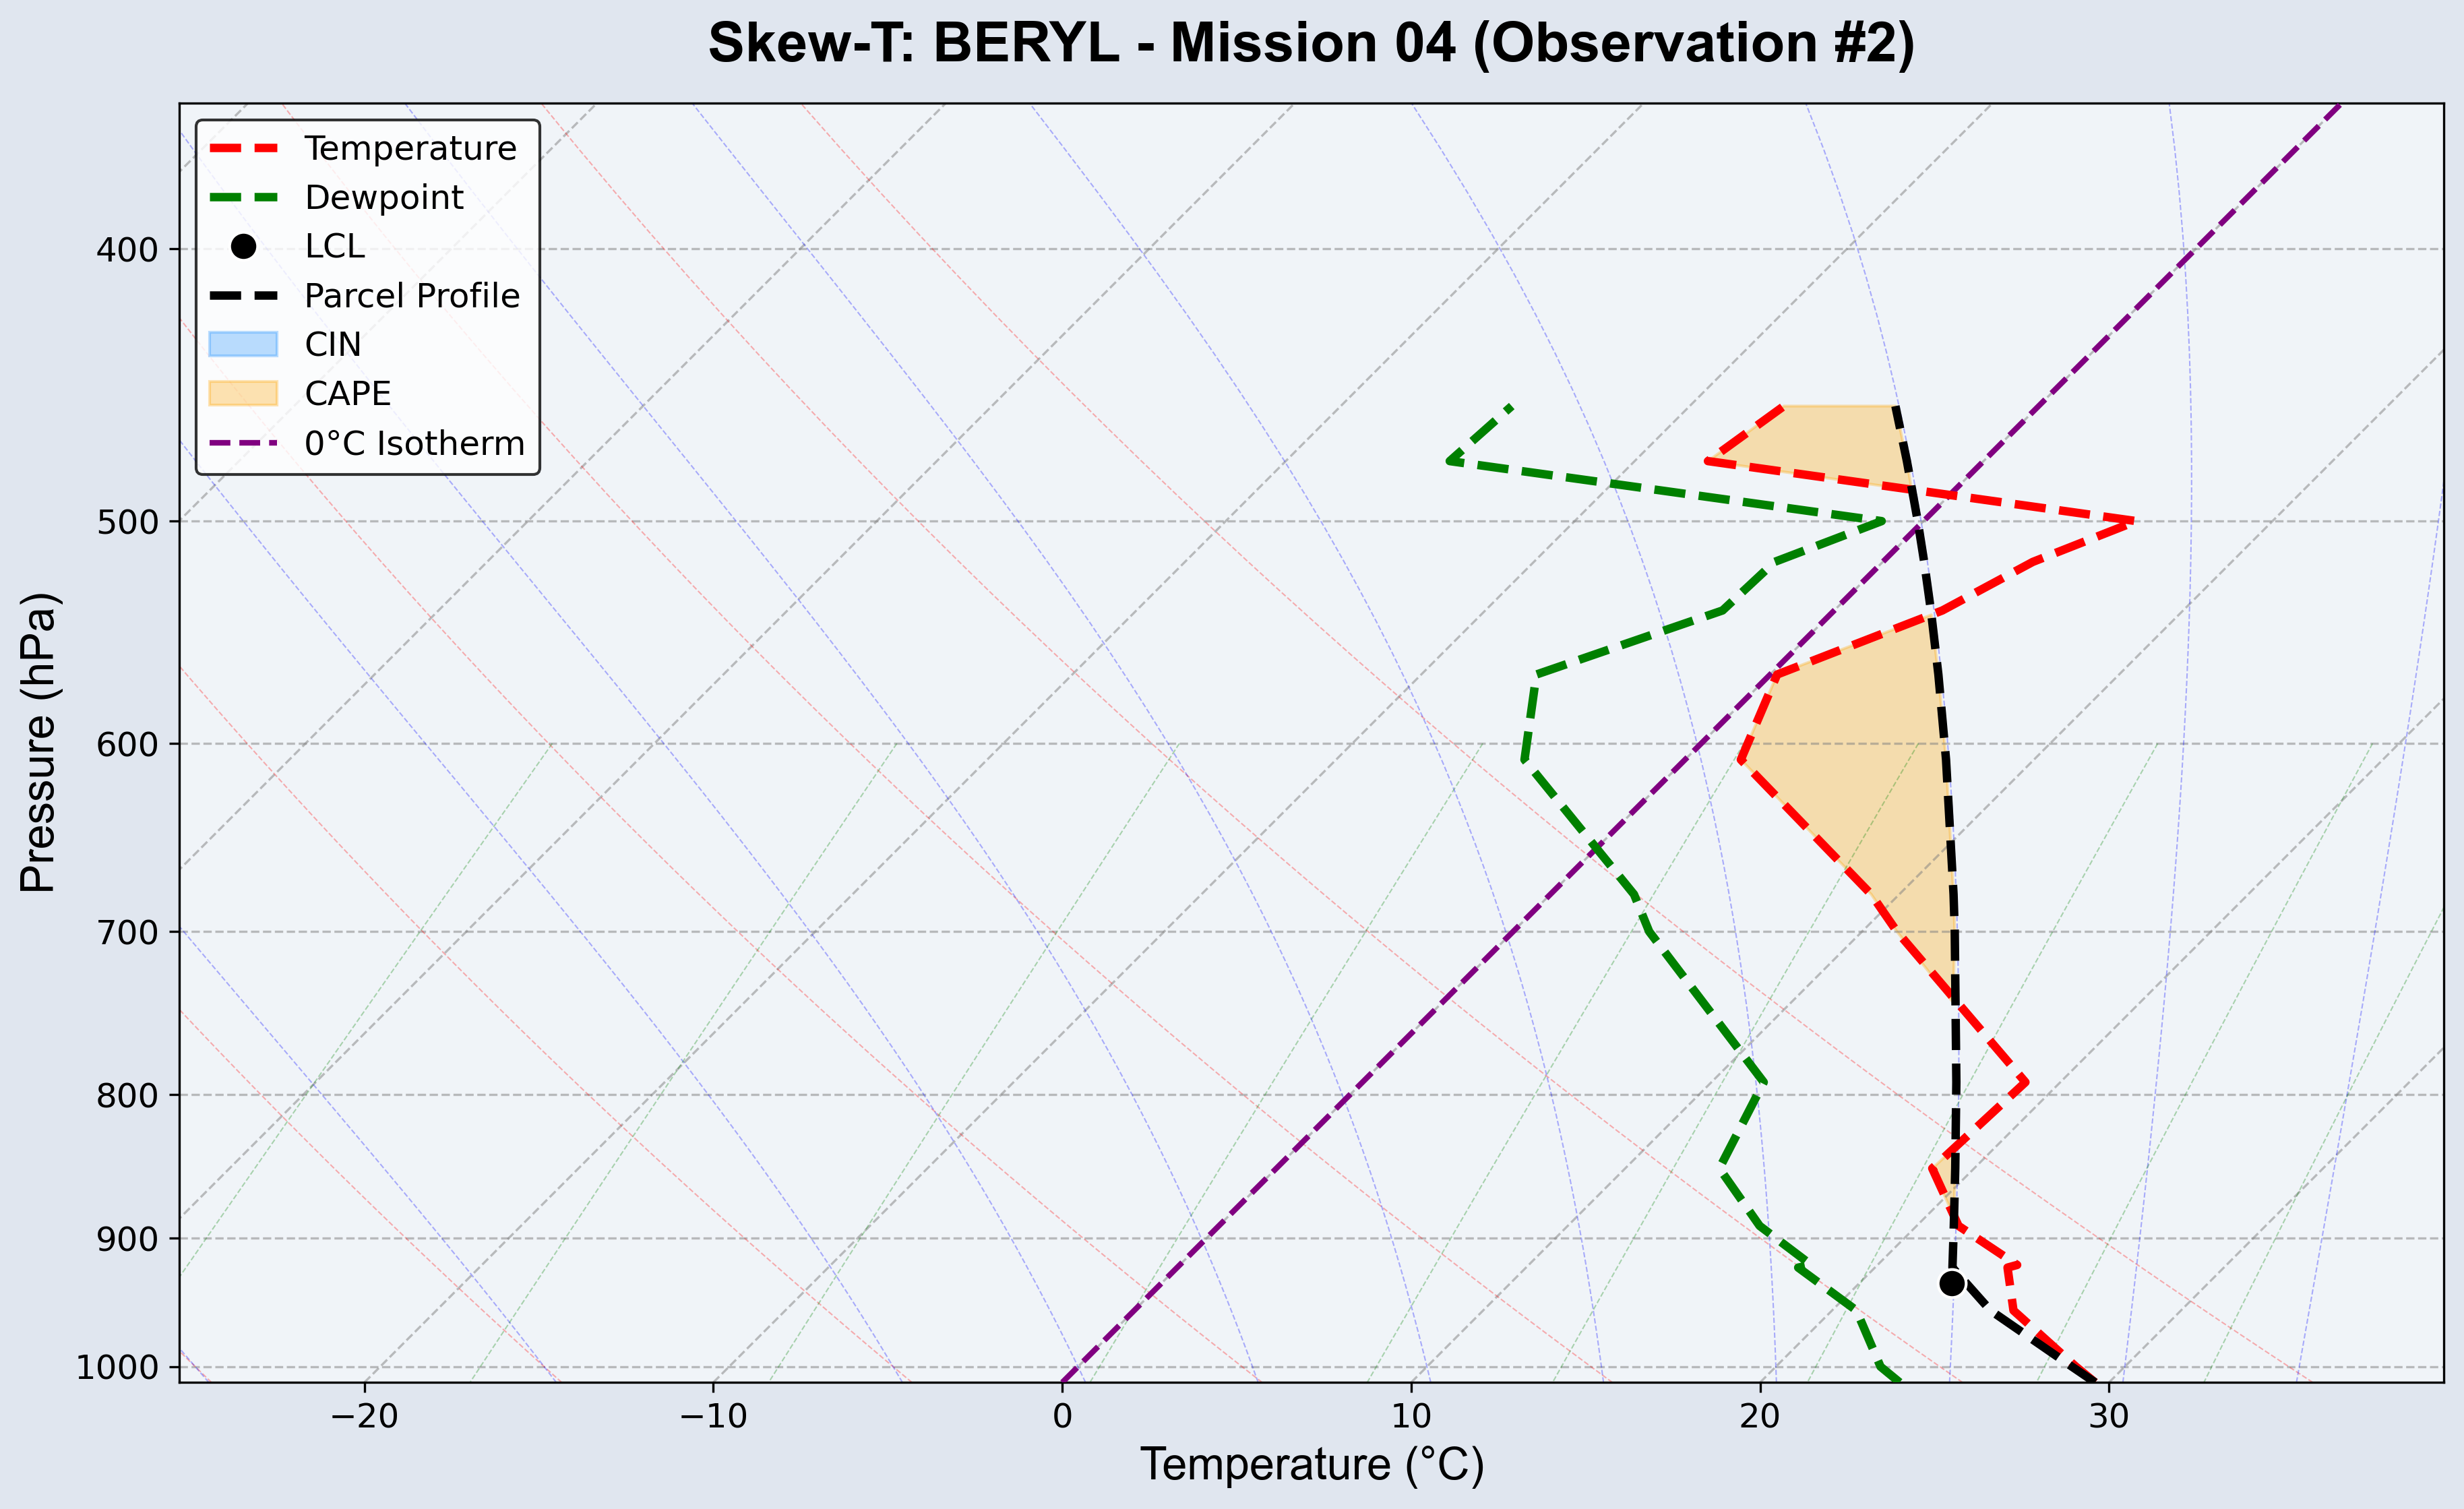 Skew-T: BERYL - Mission 04 (Observation #2)
Temperature
Dewpoint
LCL
Parcel Profile
CIN
CAPE
0°C Isotherm
400
500
600
700
800
900
1000
Pressure (hPa)
−20
−10
0
10
20
30
Temperature (°C)